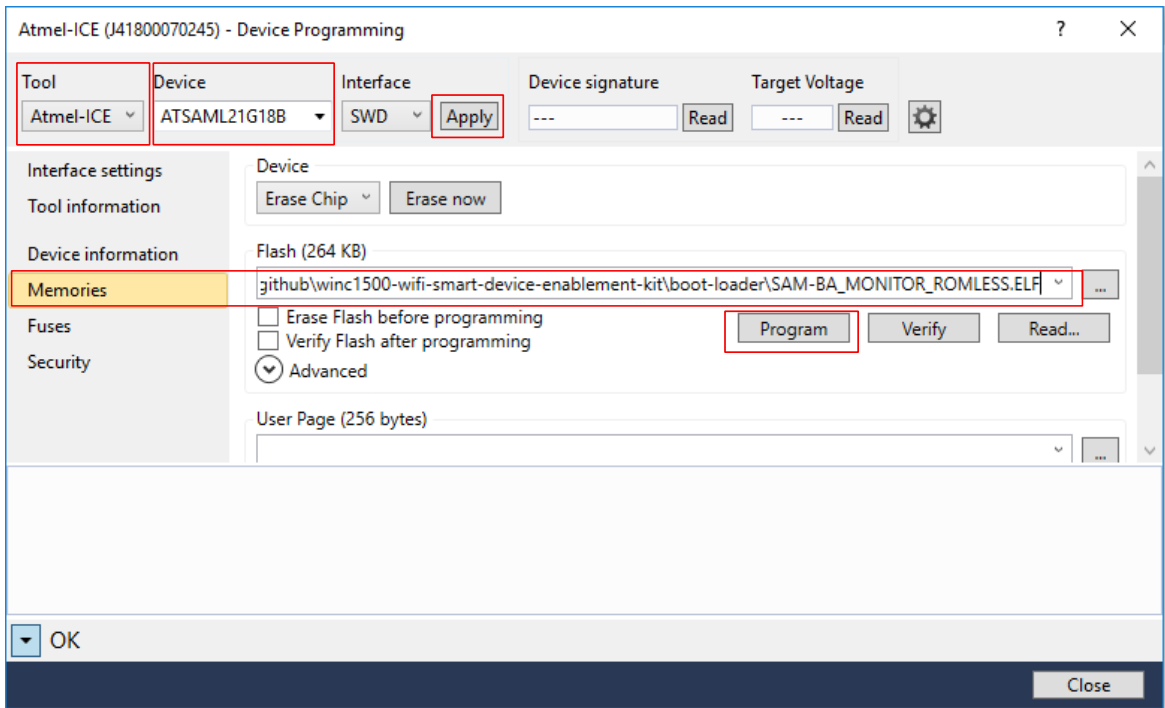 Atmel-ICE (J41800070245) - Device Programming
?
Tool
Device
Interface
Device signature
Target Voltage
Atmel-ICE
ATSAML21G18B
SWD
Apply
---
Read
---
Read
Interface settings
Tool information
Device information
Memories
Fuses
Security
Device
Erase Chip
Erase now
Flash (264 KB)
github\winc1500-wifi-smart-device-enablement-kit\boot-loader\SAM-BA_MONITOR_ROMLESS.ELF
...
Erase Flash before programming
Verify Flash after programming
Program
Verify
Read...
Advanced
User Page (256 bytes)
...
OK
Close